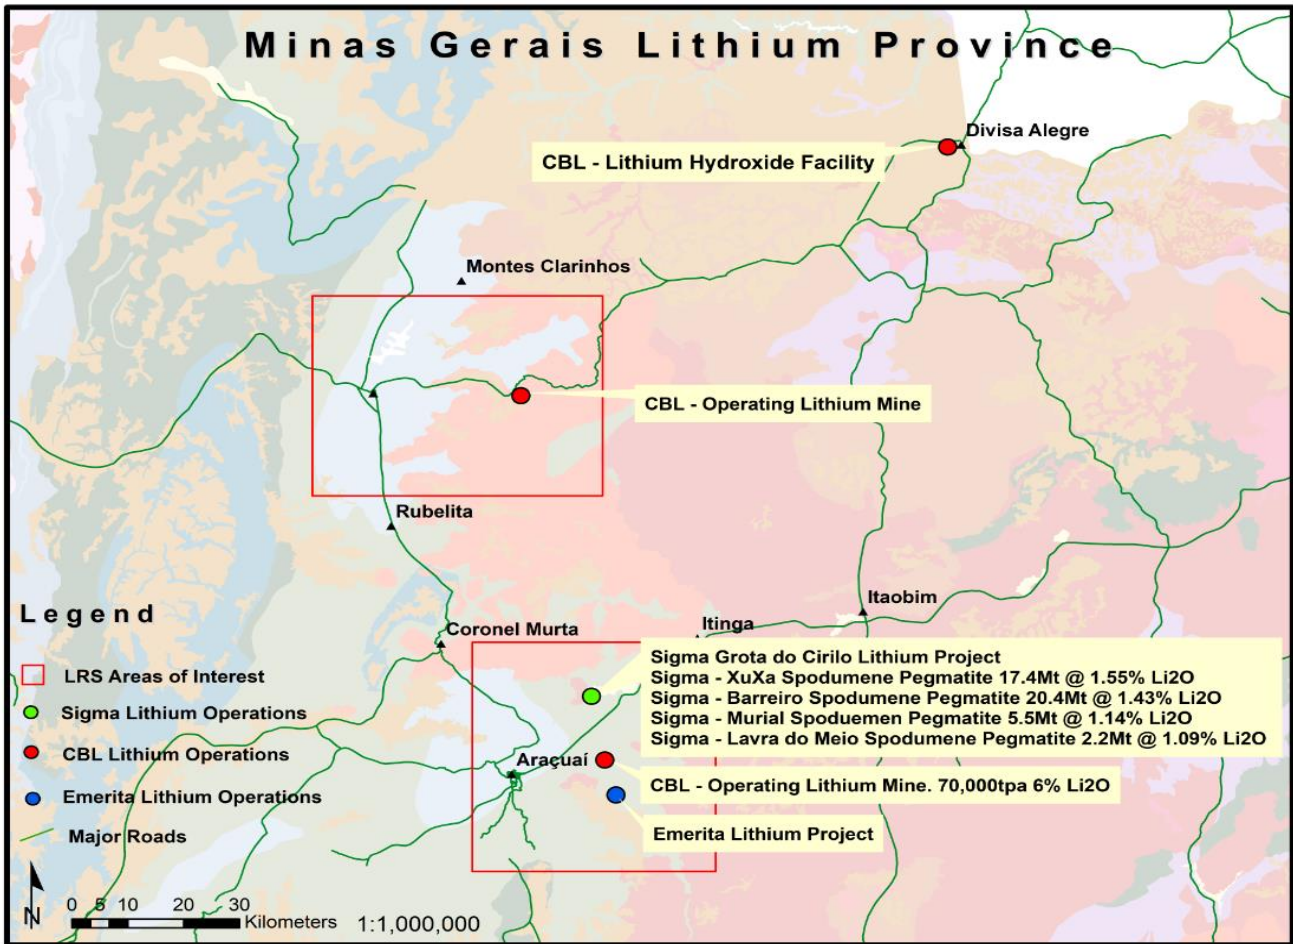 Minas Gerais Lithium Province
Divisa Alegre
CBL - Lithium Hydroxide Facility
Montes Clarinhos
CBL - Operating Lithium Mine
Rubelita
Itaobim
Itinga
Coronel Murta
Sigma Grota do Cirilo Lithium Project
Sigma - XuXa Spodumene Pegmatite 17.4Mt @ 1.55% Li2O
Sigma - Barreiro Spodumene Pegmatite 20.4Mt @ 1.43% Li2O
Sigma - Murial Spoduemen Pegmatite 5.5Mt @ 1.14% Li2O
Sigma - Lavra do Meio Spodumene Pegmatite 2.2Mt @ 1.09% Li2O
Araçuaí
CBL - Operating Lithium Mine. 70,000tpa 6% Li2O
Emerita Lithium Project
Legend
LRS Areas of Interest
Sigma Lithium Operations
CBL Lithium Operations
Emerita Lithium Operations
Major Roads
N
0 5 10 20 30
Kilometers
1:1,000,000